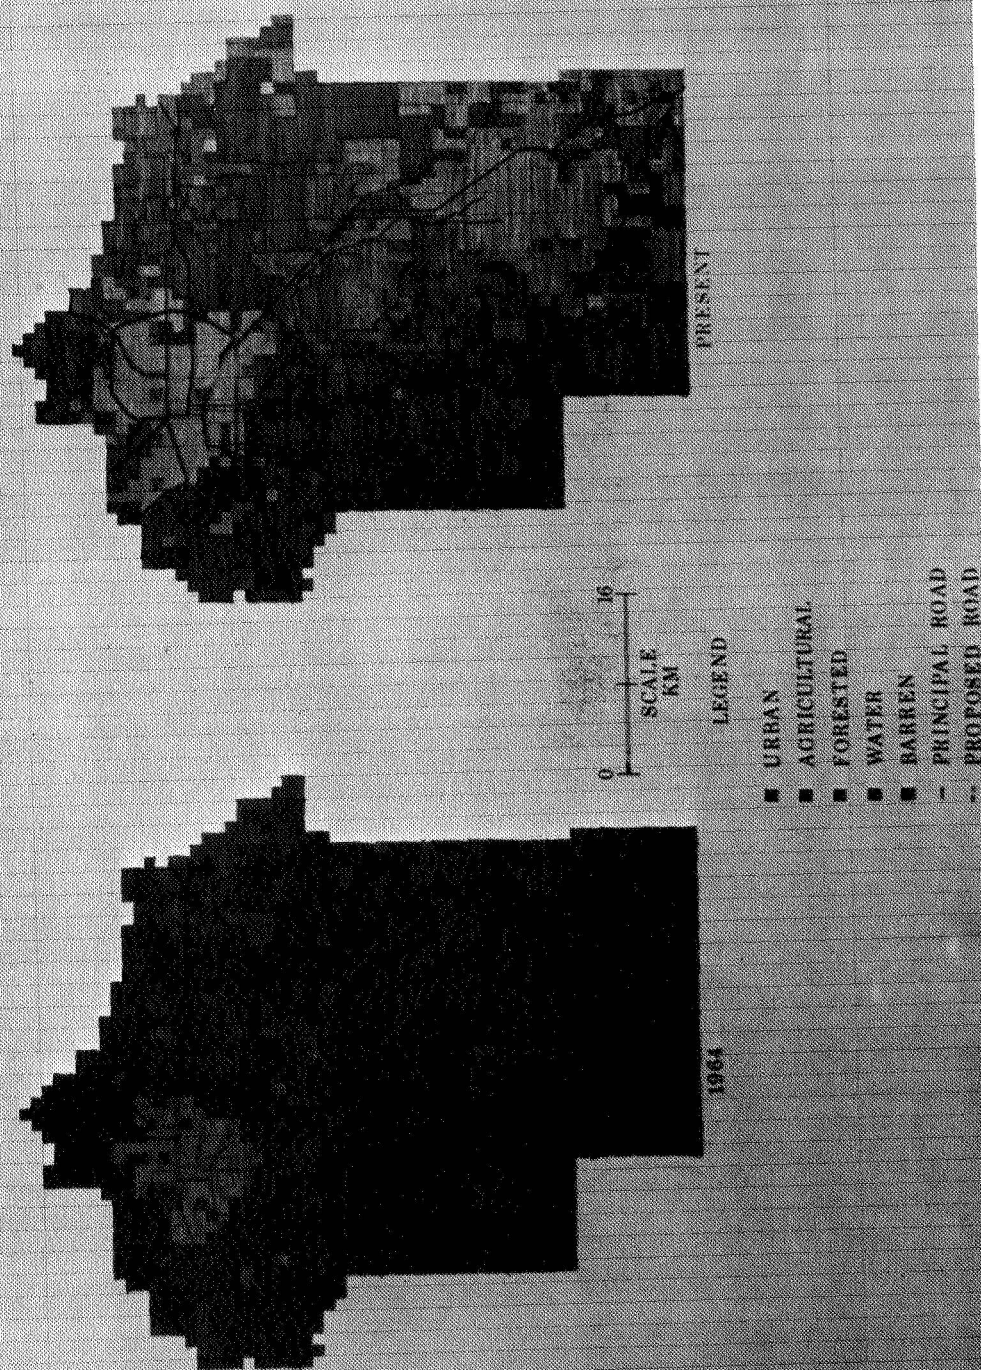 PRESENT
0 16
SCALE
KM
LEGEND
URBAN
AGRICULTURAL
FORESTED
WATER
BARREN
PRINCIPAL ROAD
PROPOSED ROAD
1964